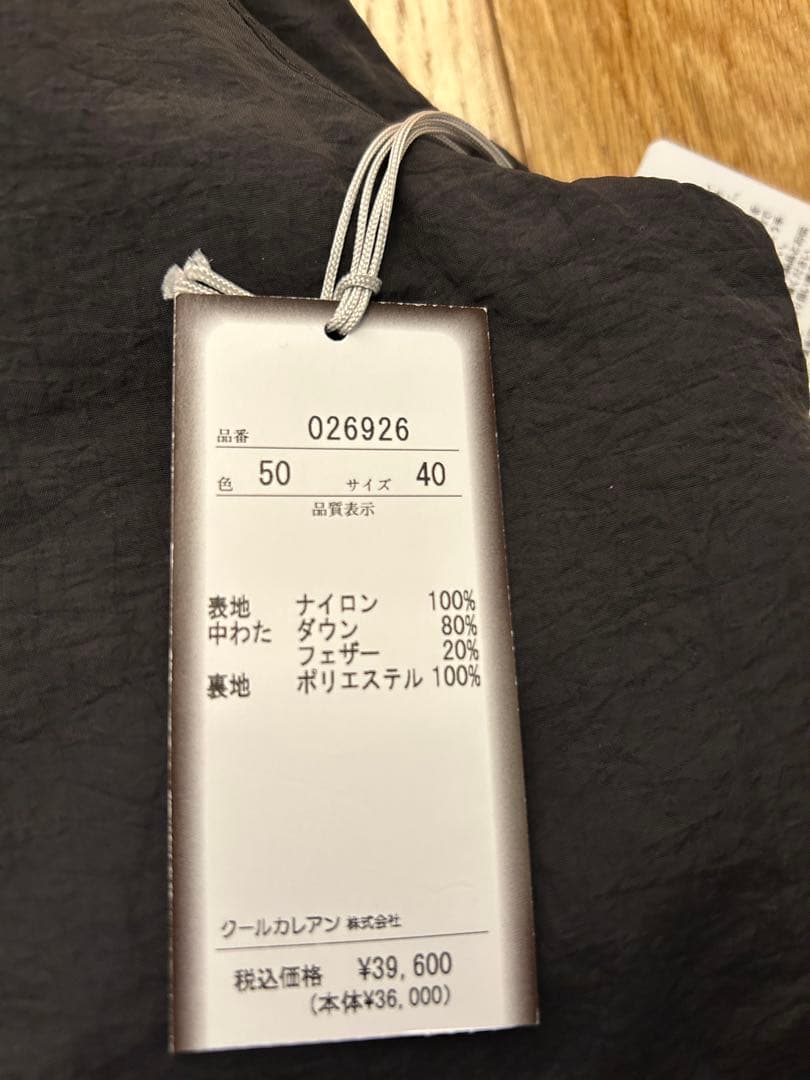 品番 026926
色 50 サイズ 40
品質表示
表地 ナイロン 100%
中わた ダウン 80%
フェザー 20%
裏地 ポリエステル 100%
クールカレアン 株式会社
税込価格 ¥39,600
(本体¥36,000)